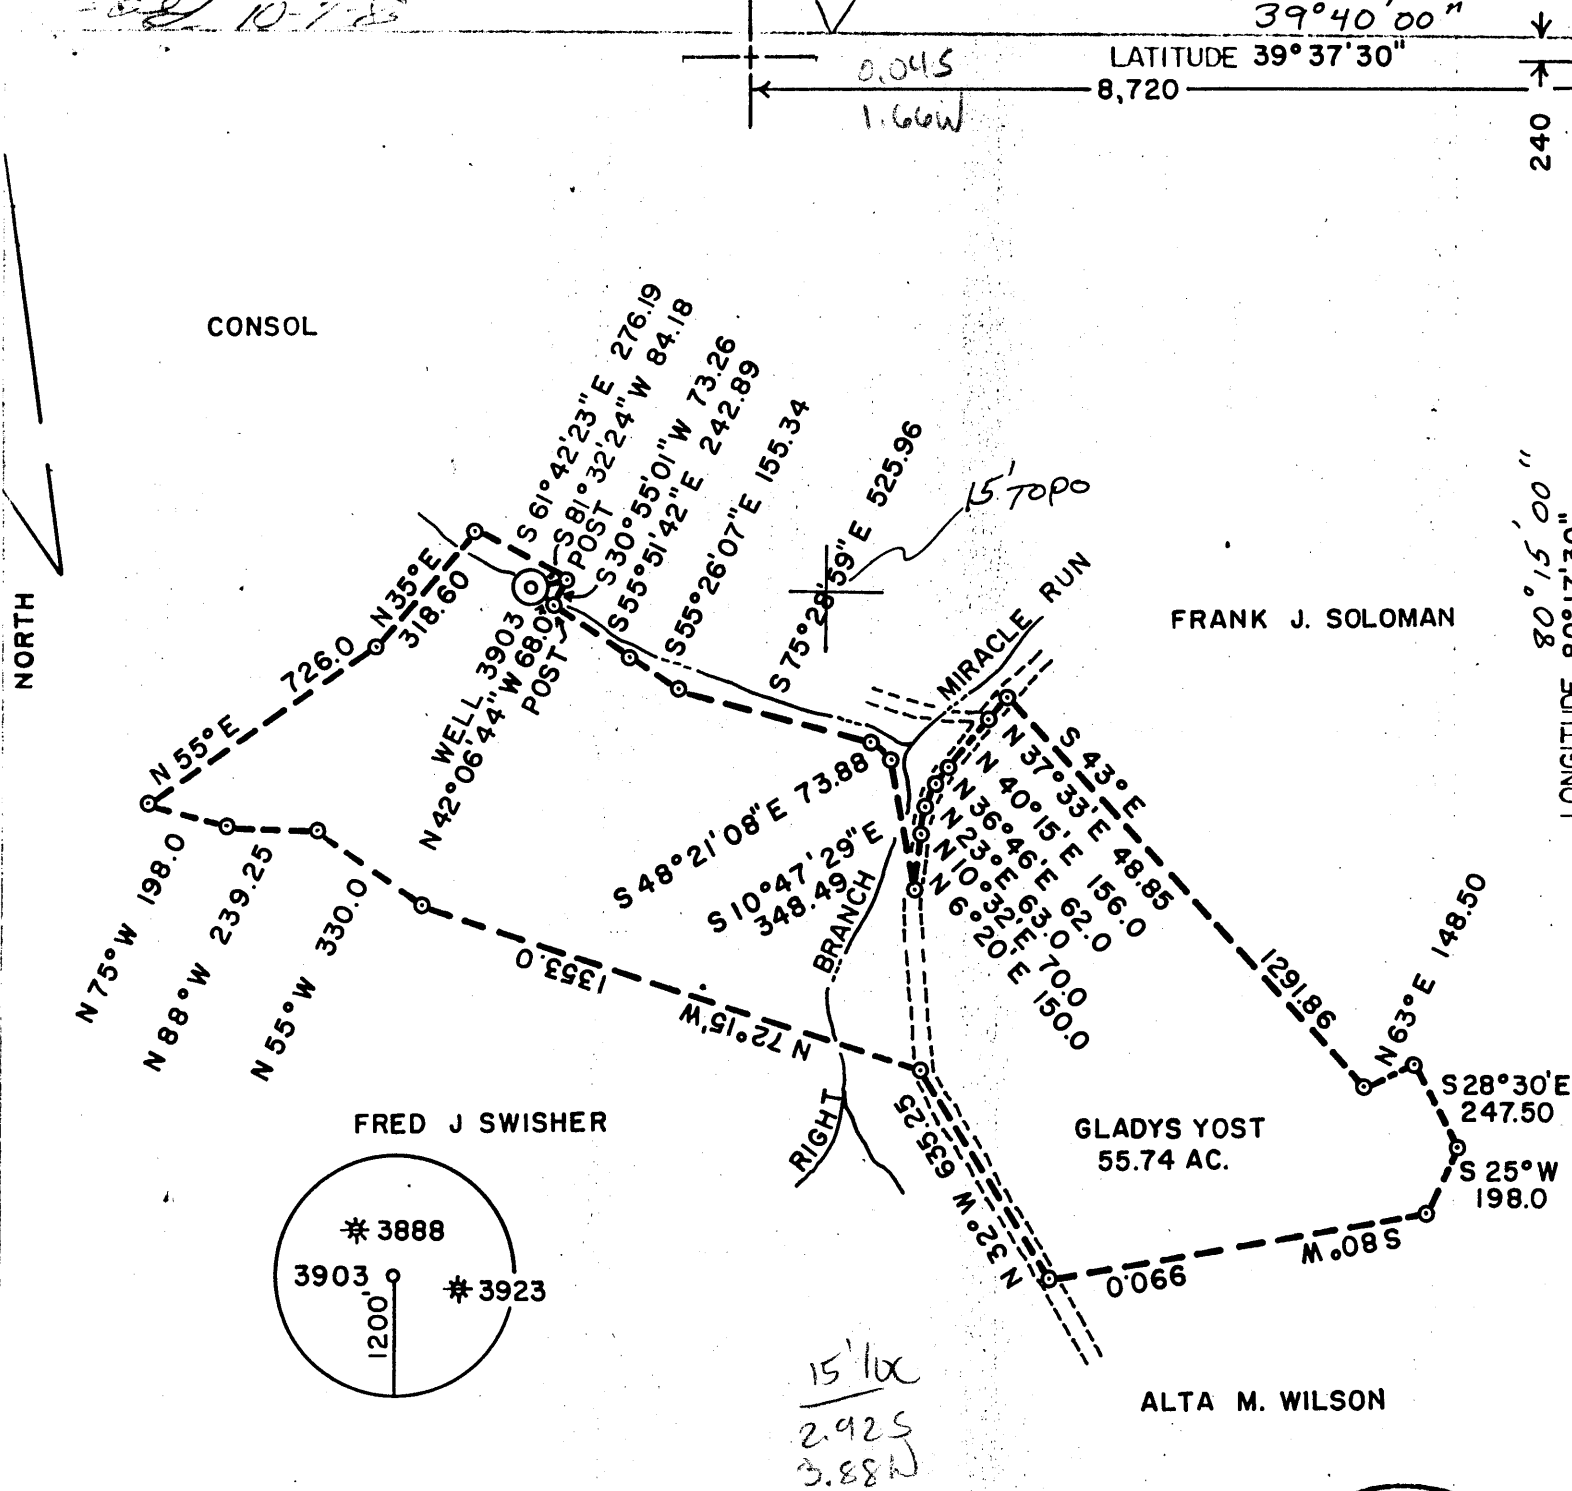 10-7-85
39°40'00"
LATITUDE 39°37'30"
0.04S
1.66W
8,720
240
CONSOL
S 61°42'23" E 276.19
S 81°32'24" W 84.18
POST
S 30°55'01" W 73.26
S 55°51'42" E 242.89
S 55°26'07" E 155.34
S 75°28'59" E 525.96
15' TOPO
80°15'00"
LONGITUDE 80°17'30"
NORTH
N 35° E
318.60
726.0
N 55° E
WELL 3903
N 42°06'44" W 68.0
POST
MIRACLE RUN
FRANK J. SOLOMAN
S 43° E
1291.86
N 37°33' E 48.85
N 40°15' E 156.0
N 36°46' E 62.0
N 23° E 63.0
N 10°32' E 70.0
N 6°20' E 150.0
S 48°21'08" E 73.88
S 10°47'29" E
348.49
RIGHT BRANCH
N 75° W 198.0
N 88° W 239.25
N 55° W 330.0
N 72°15' W 1353.0
N 63° E 148.50
S 28°30' E
247.50
S 25° W
198.0
S 80° W 990.0
N 32° W 635.25
GLADYS YOST
55.74 AC.
FRED J SWISHER
3888
3903
3923
1200'
15' loc
2.92S
3.88W
ALTA M. WILSON